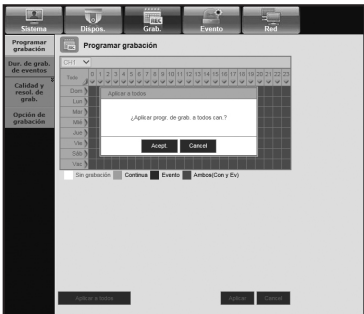 Sistema Dispos. Grab. Evento Red
REC
Programar grabación
Dur. de grab. de eventos
Calidad y resol. de grab.
Opción de grabación
Programar grabación
CH1
Todo 0 1 2 3 4 5 6 7 8 9 10 11 12 13 14 15 16 17 18 19 20 21 22 23
Dom
Lun
Mar
Mié
Jue
Vie
Sáb
Aplicar a todos
¿Aplicar progr. de grab. a todos can.?
Acept. Cancel
Sin grabación Continua Evento Ambos(Con y Ev)
Aplicar a todos Aplicar Cancel